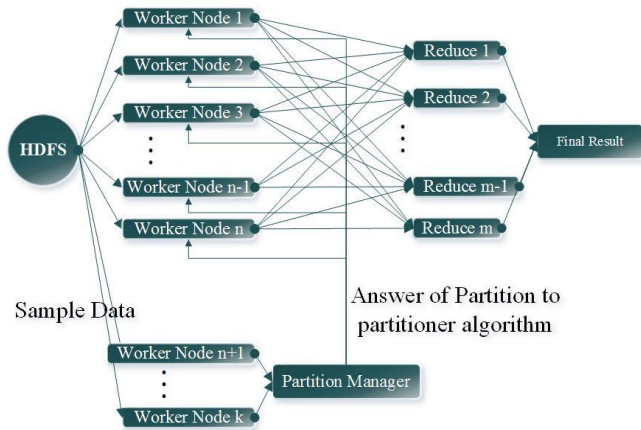 Worker Node 1
Worker Node 2
Worker Node 3
Worker Node n-1
Worker Node n
HDFS
Reduce 1
Reduce 2
Reduce m-1
Reduce m
Final Result
Sample Data
Answer of Partition to
partitioner algorithm
Worker Node n+1
Worker Node k
Partition Manager